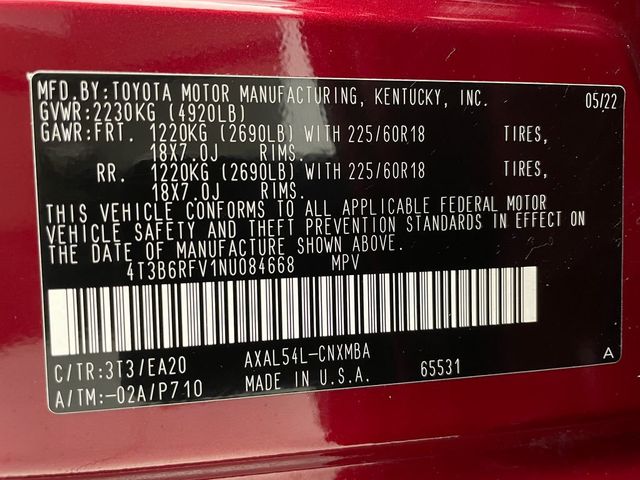 MFD.BY:TOYOTA MOTOR MANUFACTURING, KENTUCKY, INC. 05/22
GVWR:2230KG (4920LB)
GAWR:FRT. 1220KG (2690LB) WITH 225/60R18 TIRES,
18X7.0J RIMS.
RR. 1220KG (2690LB) WITH 225/60R18 TIRES,
18X7.0J RIMS.
THIS VEHICLE CONFORMS TO ALL APPLICABLE FEDERAL MOTOR
VEHICLE SAFETY AND THEFT PREVENTION STANDARDS IN EFFECT ON
THE DATE OF MANUFACTURE SHOWN ABOVE.
4T3B6RFV1NU084668 MPV
C/TR:3T3/EA20 AXAL54L-CNXMBA
A/TM:-02A/P710 MADE IN U.S.A. 65531 A